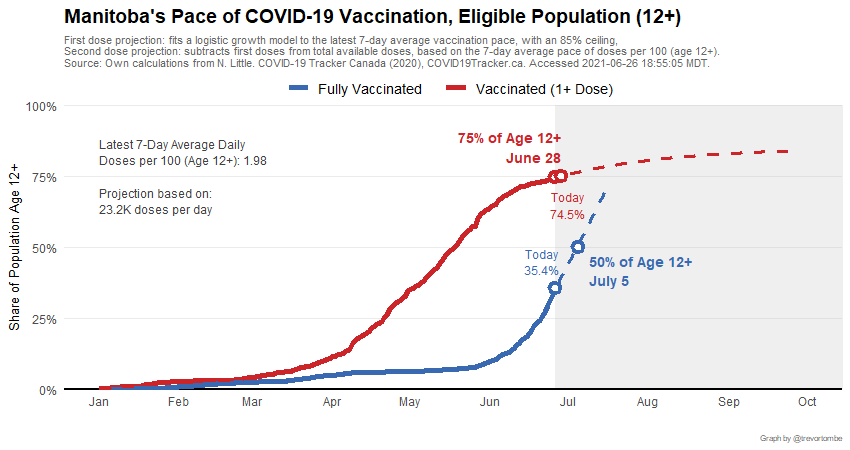 Manitoba's Pace of COVID-19 Vaccination, Eligible Population (12+)
First dose projection: fits a logistic growth model to the latest 7-day average vaccination pace, with an 85% ceiling,
Second dose projection: subtracts first doses from total available doses, based on the 7-day average pace of doses per 100 (age 12+).
Source: Own calculations from N. Little. COVID-19 Tracker Canada (2020), COVID19Tracker.ca. Accessed 2021-06-26 18:55:05 MDT.
Fully Vaccinated
Vaccinated (1+ Dose)
Share of Population Age 12+
100%
75%
50%
25%
0%
Latest 7-Day Average Daily
Doses per 100 (Age 12+): 1.98
Projection based on:
23.2K doses per day
75% of Age 12+
June 28
Today
74.5%
Today
35.4%
50% of Age 12+
July 5
Jan Feb Mar Apr May Jun Jul Aug Sep Oct
Graph by @trevortombe